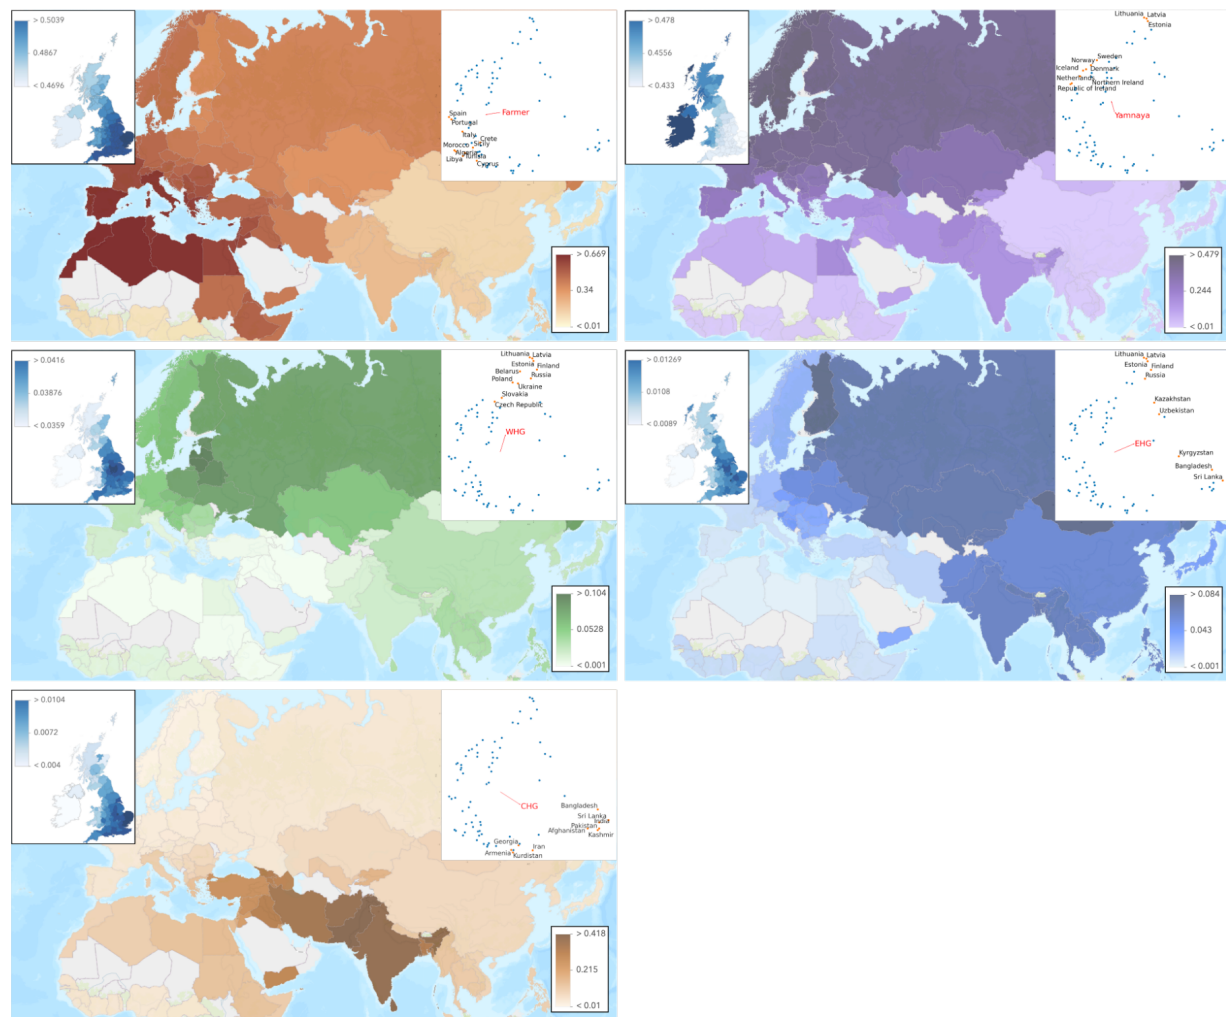 > 0.5039
0.4867
< 0.4696
Spain
Portugal
Farmer
Italy
Crete
Morocco
Sicily
Algeria
Tunisia
Libya
Cyprus
> 0.669
0.34
< 0.01
> 0.478
0.4556
< 0.433
Lithuania Latvia
Estonia
Norway
Sweden
Iceland
Denmark
Netherlands
Northern Ireland
Republic of Ireland
Yamnaya
> 0.479
0.244
< 0.01
> 0.0416
0.03876
< 0.0359
Lithuania Latvia
Estonia
Finland
Belarus
Russia
Poland
Ukraine
Slovakia
Czech Republic
WHG
> 0.104
0.0528
< 0.001
> 0.01269
0.0108
< 0.0089
Lithuania Latvia
Estonia
Finland
Russia
Kazakhstan
Uzbekistan
EHG
Kyrgyzstan
Bangladesh
Sri Lanka
> 0.084
0.043
< 0.001
> 0.0104
0.0072
< 0.004
CHG
Bangladesh
Sri Lanka
India
Pakistan
Afghanistan
Kashmir
Georgia
Iran
Armenia
Kurdistan
> 0.418
0.215
< 0.01